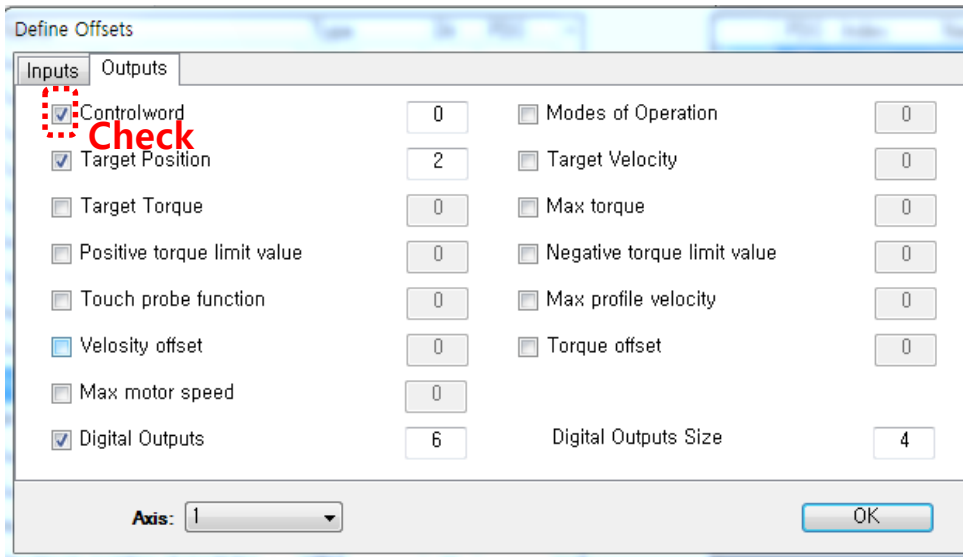 Define Offsets
Inputs Outputs
Controlword 0 Modes of Operation 0
Check
Target Position 2 Target Velocity 0
Target Torque 0 Max torque 0
Positive torque limit value 0 Negative torque limit value 0
Touch probe function 0 Max profile velocity 0
Velosity offset 0 Torque offset 0
Max motor speed 0
Digital Outputs 6 Digital Outputs Size 4
Axis: 1 OK